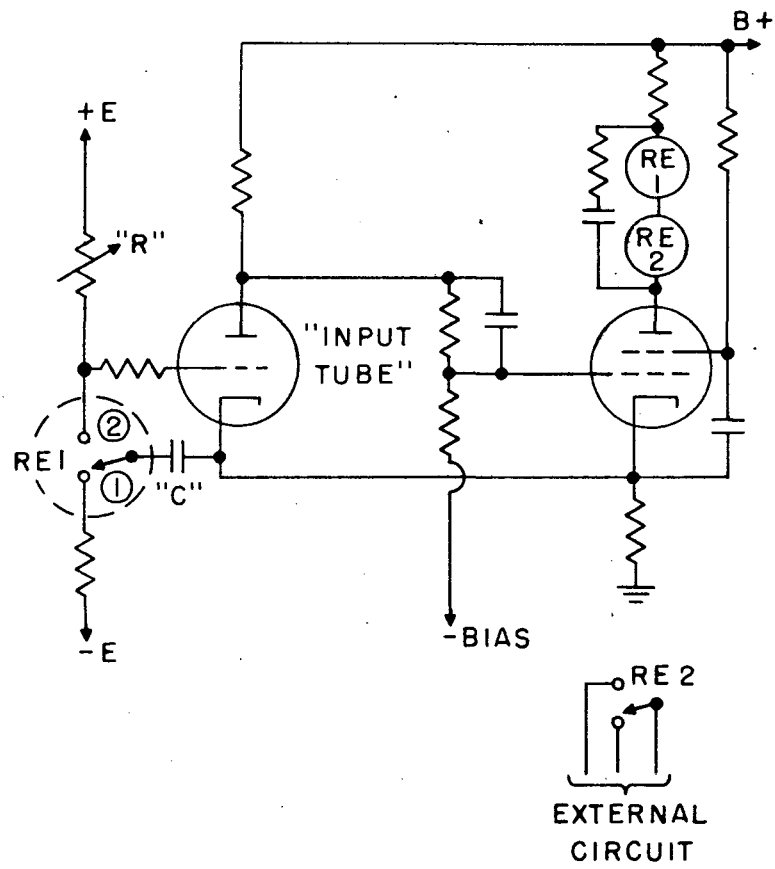 B+
+E
"R"
RE
1
RE
2
"INPUT
TUBE"
②
RE1
①
"C"
-E
-BIAS
RE 2
EXTERNAL
CIRCUIT